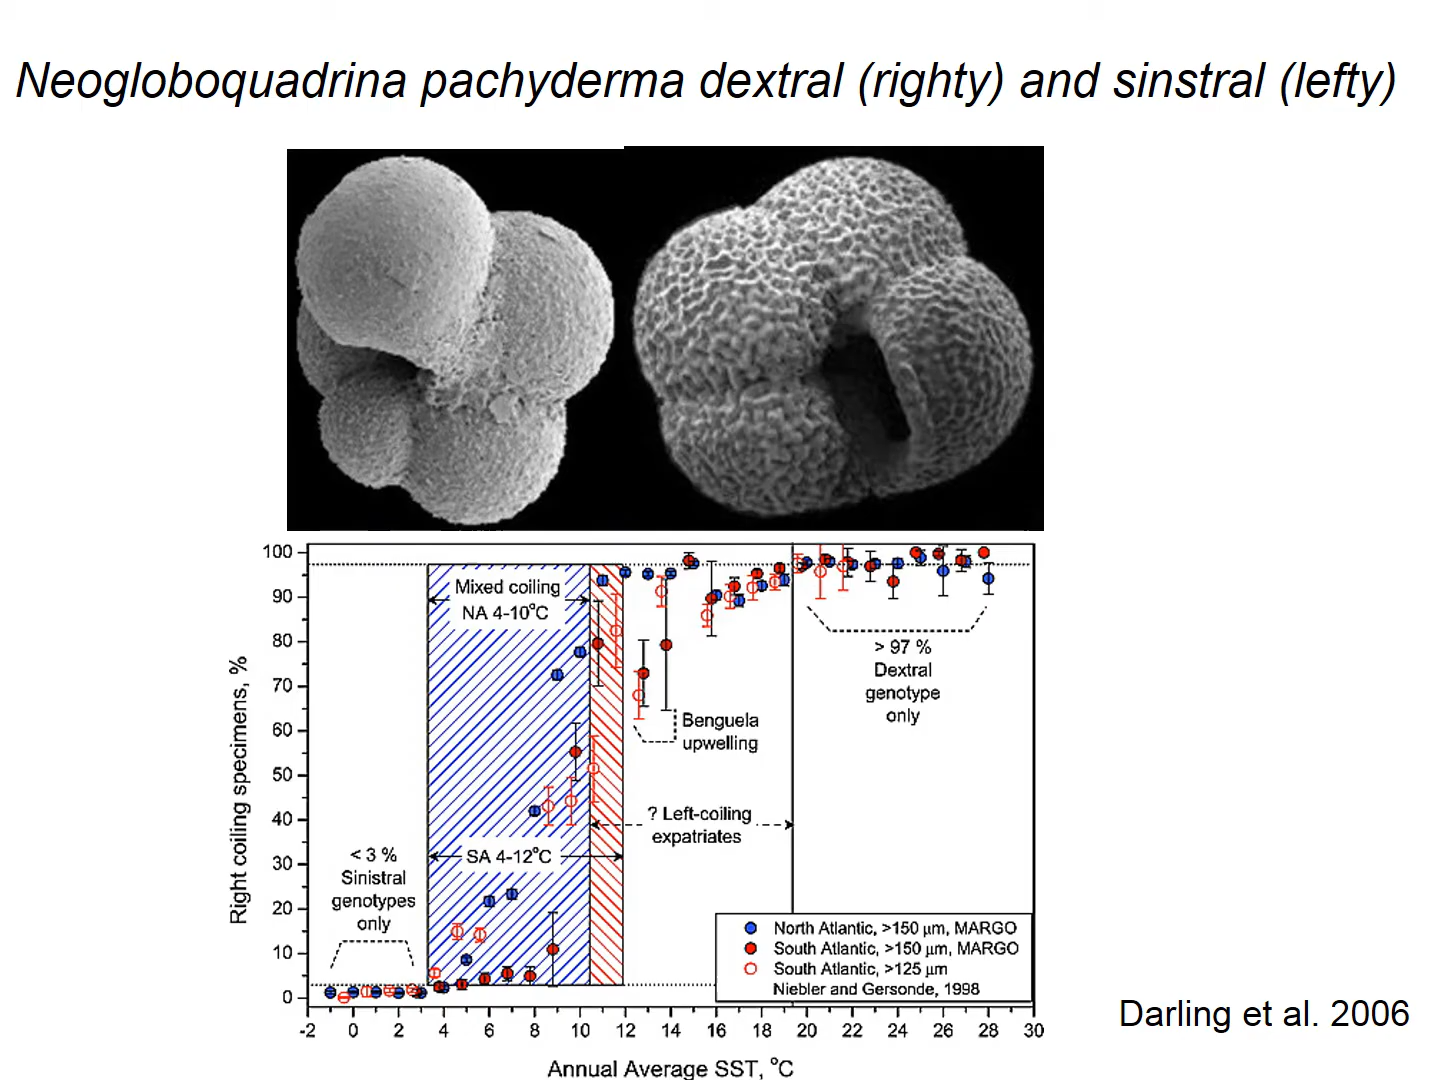 Neogloboquadrina pachyderma dextral (righty) and sinstral (lefty)
100
90
80
70
60
50
40
30
20
10
0
Right coiling specimens, %
Mixed coiling
NA 4-10°C
> 97 %
Dextral
genotype
only
Benguela
upwelling
? Left-coiling
expatriates
< 3 %
Sinistral
genotypes
only
SA 4-12°C
North Atlantic, >150 µm, MARGO
South Atlantic, >150 µm, MARGO
South Atlantic, >125 µm
Niebler and Gersonde, 1998
-2 0 2 4 6 8 10 12 14 16 18 20 22 24 26 28 30
Annual Average SST, °C
Darling et al. 2006